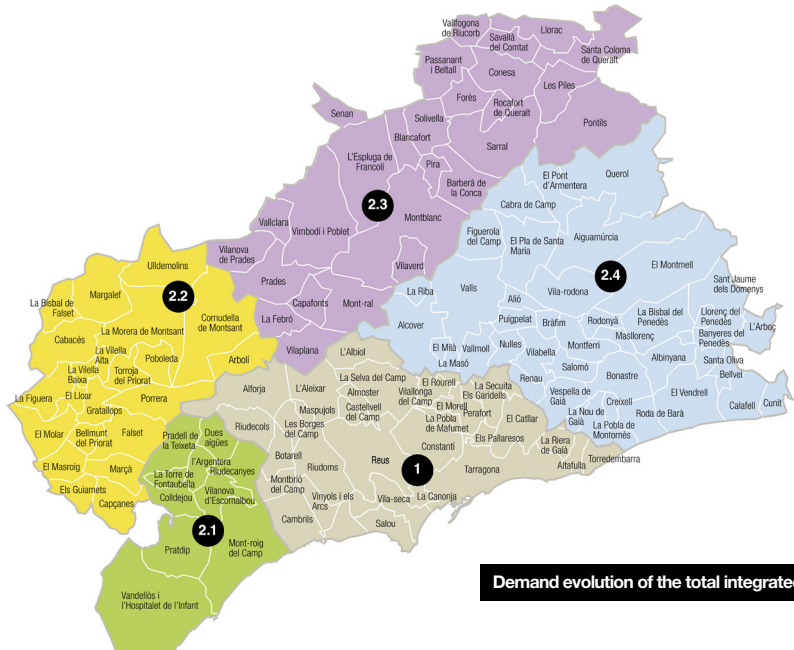 Vallfogona
de Riucorb
Savallà
del Comtat
Llorac
Santa Coloma
de Queralt
Passanant
i Beltall
Conesa
Les Piles
Forès
Rocafort
de Queralt
Senan
Solivella
Pontils
Blancafort
Sarral
L'Espluga de
Francolí
Pira
Barberà de
la Conca
2.3
Montblanc
Vallclara
Vimbodí i Poblet
Vilanova
de Prades
Vilaverd
Prades
Capafonts
Mont-ral
La Febró
Vilaplana
El Pont
d'Armentera
Querol
Cabra de Camp
Figuerola
del Camp
El Pla de Santa
Maria
Aiguamúrcia
2.4
El Montmell
Sant Jaume
dels Domenys
La Riba
Valls
Alió
Vila-rodona
Alcover
Puigpelat
Bràfim
Rodonyà
La Bisbal del
Penedès
Llorenç del
Penedès
L'Arboç
Masllorenç
Banyeres del
Penedès
El Milà
Vallmoll
Nulles
Vilabella
Montferri
Albinyana
Santa Oliva
La Masó
Salomó
Bellvei
Renau
Bonastre
Vespella de
Gaià
Creixell
El Vendrell
La Nou de
Gaià
Roda de Barà
Calafell
Cunit
La Pobla de
Montornès
Ulldemolins
2.2
La Bisbal de
Falset
Margalef
Cornudella
de Montsant
Cabacés
La Morera de Montsant
La Vilella
Alta
Poboleda
Arbolí
La Vilella
Baixa
Torroja
del Priorat
La Figuera
El Lloar
Porrera
Gratallops
El Molar
Bellmunt
del Priorat
Falset
El Masroig
Marçà
Els Guiamets
Capçanes
L'Albiol
Alforja
L'Aleixar
La Selva del Camp
Almoster
El Rourell
La Secuita
Vilallonga
del Camp
Els Garidells
Maspujols
Castellvell
del Camp
El Morell
Perafort
Riudecols
Les Borges
del Camp
La Pobla
de Mafumet
El Catllar
Constantí
Els Pallaresos
La Riera
de Gaià
Botarell
Reus
1
Torredembarra
Riudoms
Tarragona
Altafulla
Montbrió
del Camp
Vinyols i els
Arcs
Vila-seca
La Canonja
Cambrils
Salou
Pradell de
la Teixeta
Dues
aigües
l'Argentera
Riudecanyes
La Torre de
Fontaubella
Colldejou
Vilanova
d'Escornalbou
2.1
Pratdip
Mont-roig
del Camp
Vandellòs i
l'Hospitalet de l'Infant
Demand evolution of the total integrated